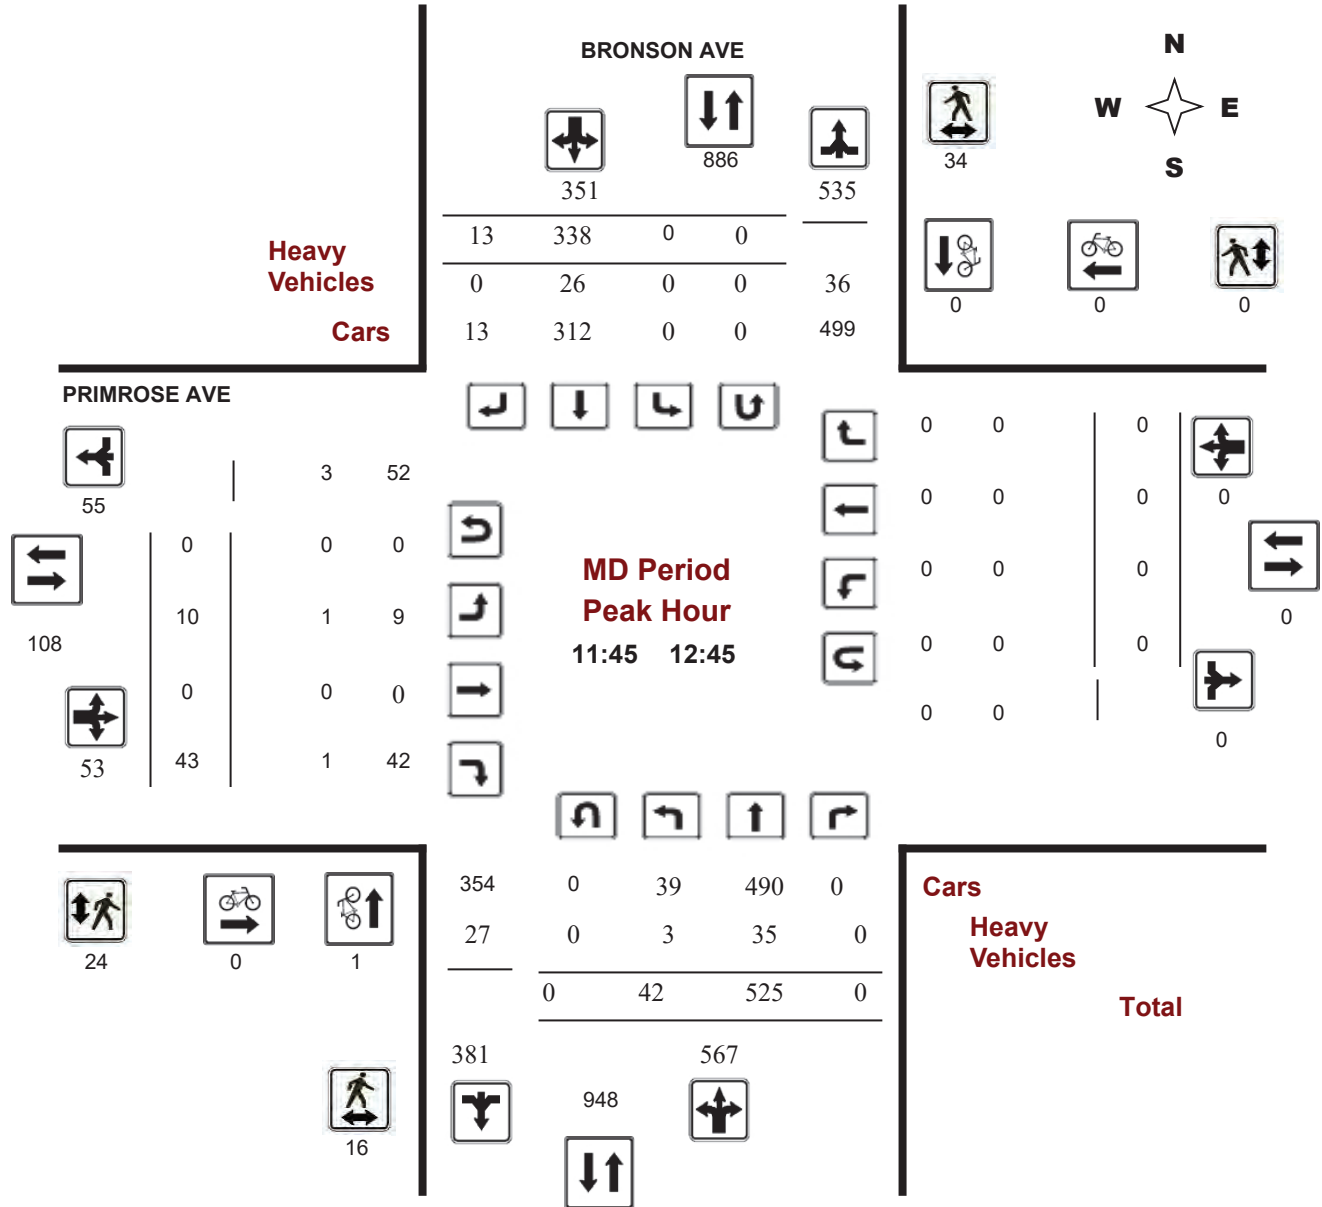 BRONSON AVE
N
W E
S
886
34
351
535
13 338 0 0
Heavy
Vehicles
0 26 0 0 36
0 0 0
Cars
13 312 0 0 499
PRIMROSE AVE
0 0 0
3 52
55
0 0 0 0
0 0 0
MD Period
0 0 0
10 1 9
Peak Hour
0
108
11:45 12:45
0 0 0
0 0 0
0 0
53
43 1 42
0
354 0 39 490 0
Cars
27 0 3 35 0
Heavy
Vehicles
24 0 1
0 42 525 0
Total
381 567
948
16